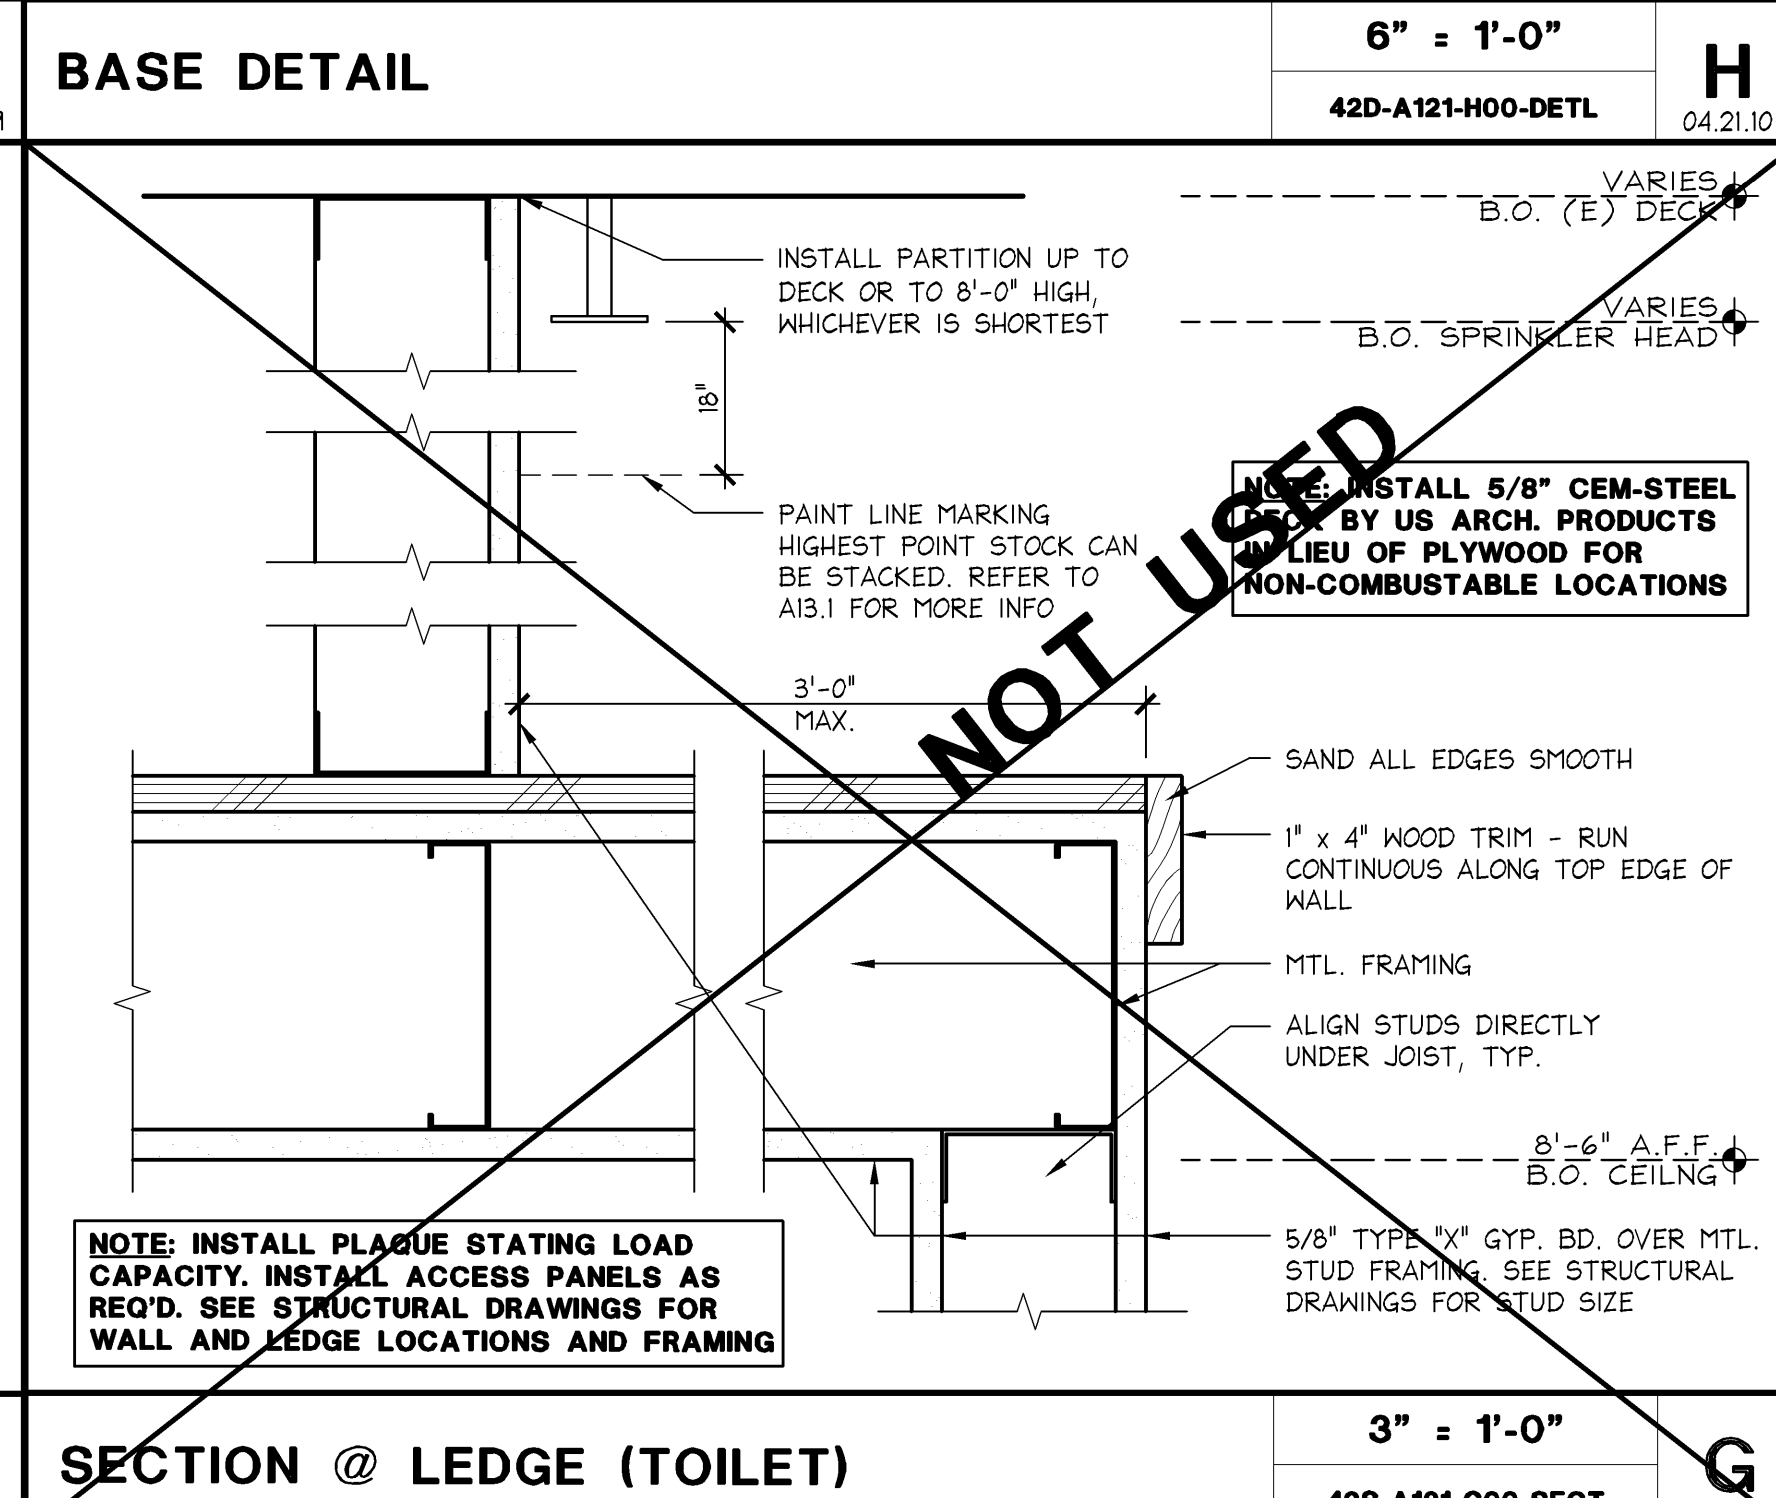 BASE DETAIL
6" = 1'-0"
42D-A121-H00-DETL
H
04.21.10
VARIES
B.O. (E) DECK
INSTALL PARTITION UP TO
DECK OR TO 8'-0" HIGH,
WHICHEVER IS SHORTEST
VARIES
B.O. SPRINKLER HEAD
18"
NOT USED
NOTE: INSTALL 5/8" CEM-STEEL
DECK BY US ARCH. PRODUCTS
IN LIEU OF PLYWOOD FOR
NON-COMBUSTABLE LOCATIONS
PAINT LINE MARKING
HIGHEST POINT STOCK CAN
BE STACKED. REFER TO
A13.1 FOR MORE INFO
3'-0"
MAX.
SAND ALL EDGES SMOOTH
1" x 4" WOOD TRIM - RUN
CONTINUOUS ALONG TOP EDGE OF
WALL
MTL. FRAMING
ALIGN STUDS DIRECTLY
UNDER JOIST, TYP.
8'-6" A.F.F.
B.O. CEILNG
5/8" TYPE "X" GYP. BD. OVER MTL.
STUD FRAMING. SEE STRUCTURAL
DRAWINGS FOR STUD SIZE
NOTE: INSTALL PLAQUE STATING LOAD
CAPACITY. INSTALL ACCESS PANELS AS
REQ'D. SEE STRUCTURAL DRAWINGS FOR
WALL AND LEDGE LOCATIONS AND FRAMING
SECTION @ LEDGE (TOILET)
3" = 1'-0"
G